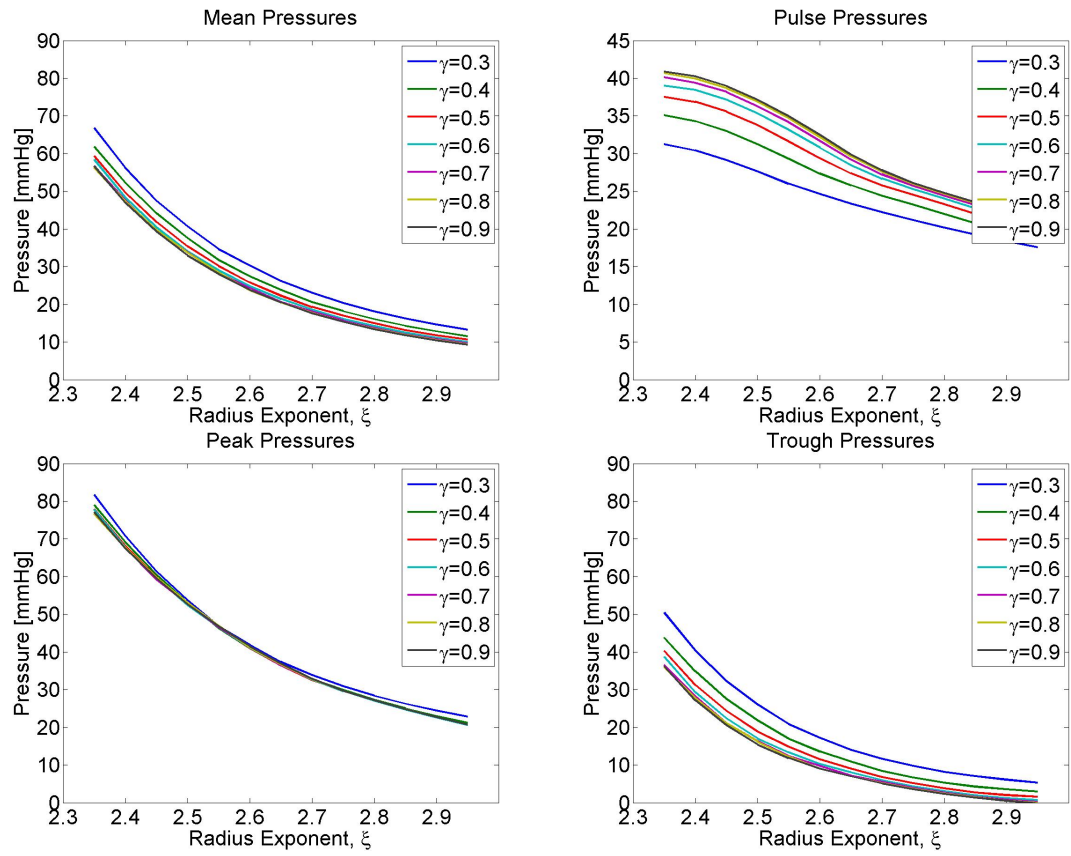 Mean Pressures
90
80
70
60
50
40
30
20
10
0
Pressure [mmHg]
2.3 2.4 2.5 2.6 2.7 2.8 2.9
Radius Exponent, ξ
γ=0.3
γ=0.4
γ=0.5
γ=0.6
γ=0.7
γ=0.8
γ=0.9
Pulse Pressures
45
40
35
30
25
20
15
10
5
0
Pressure [mmHg]
2.3 2.4 2.5 2.6 2.7 2.8 2.9
Radius Exponent, ξ
γ=0.3
γ=0.4
γ=0.5
γ=0.6
γ=0.7
γ=0.8
γ=0.9
Peak Pressures
90
80
70
60
50
40
30
20
10
0
Pressure [mmHg]
2.3 2.4 2.5 2.6 2.7 2.8 2.9
Radius Exponent, ξ
γ=0.3
γ=0.4
γ=0.5
γ=0.6
γ=0.7
γ=0.8
γ=0.9
Trough Pressures
90
80
70
60
50
40
30
20
10
0
Pressure [mmHg]
2.3 2.4 2.5 2.6 2.7 2.8 2.9
Radius Exponent, ξ
γ=0.3
γ=0.4
γ=0.5
γ=0.6
γ=0.7
γ=0.8
γ=0.9